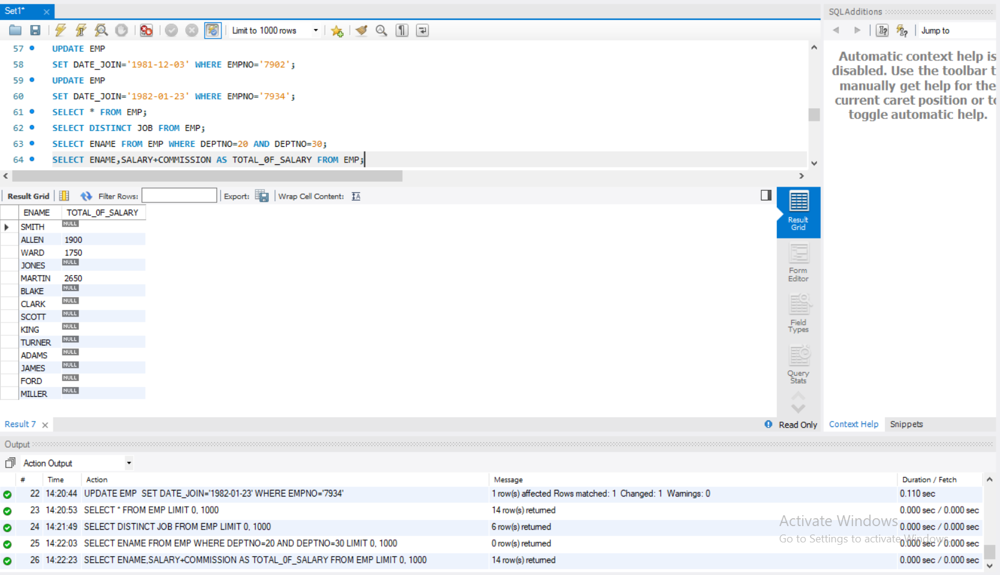 Set1*
SQLAdditions
Limit to 1000 rows
Jump to
57 UPDATE EMP
58 SET DATE_JOIN='1981-12-03' WHERE EMPNO='7902';
59 UPDATE EMP
60 SET DATE_JOIN='1982-01-23' WHERE EMPNO='7934';
61 SELECT * FROM EMP;
62 SELECT DISTINCT JOB FROM EMP;
63 SELECT ENAME FROM EMP WHERE DEPTNO=20 AND DEPTNO=30;
64 SELECT ENAME,SALARY+COMMISSION AS TOTAL_0F_SALARY FROM EMP;
Automatic context help is
disabled. Use the toolbar t
manually get help for the
current caret position or to
toggle automatic help.
Result Grid Filter Rows: Export: Wrap Cell Content:
ENAME TOTAL_0F_SALARY
SMITH NULL
ALLEN 1900
WARD 1750
JONES NULL
MARTIN 2650
BLAKE NULL
CLARK NULL
SCOTT NULL
KING NULL
TURNER NULL
ADAMS NULL
JAMES NULL
FORD NULL
MILLER NULL
Result
Grid
Form
Editor
Field
Types
Query
Stats
Result 7
Read Only
Context Help Snippets
Output
Action Output
# Time Action Message Duration / Fetch
22 14:20:44 UPDATE EMP SET DATE_JOIN='1982-01-23' WHERE EMPNO='7934' 1 row(s) affected Rows matched: 1 Changed: 1 Warnings: 0 0.110 sec
23 14:20:53 SELECT * FROM EMP LIMIT 0, 1000 14 row(s) returned 0.000 sec / 0.000 sec
24 14:21:49 SELECT DISTINCT JOB FROM EMP LIMIT 0, 1000 6 row(s) returned 0.000 sec / 0.000 sec
25 14:22:03 SELECT ENAME FROM EMP WHERE DEPTNO=20 AND DEPTNO=30 LIMIT 0, 1000 0 row(s) returned 0.000 sec / 0.000 sec
26 14:22:23 SELECT ENAME,SALARY+COMMISSION AS TOTAL_0F_SALARY FROM EMP LIMIT 0, 1000 14 row(s) returned 0.000 sec / 0.000 sec
Activate Windows
Go to Settings to activate Windows.